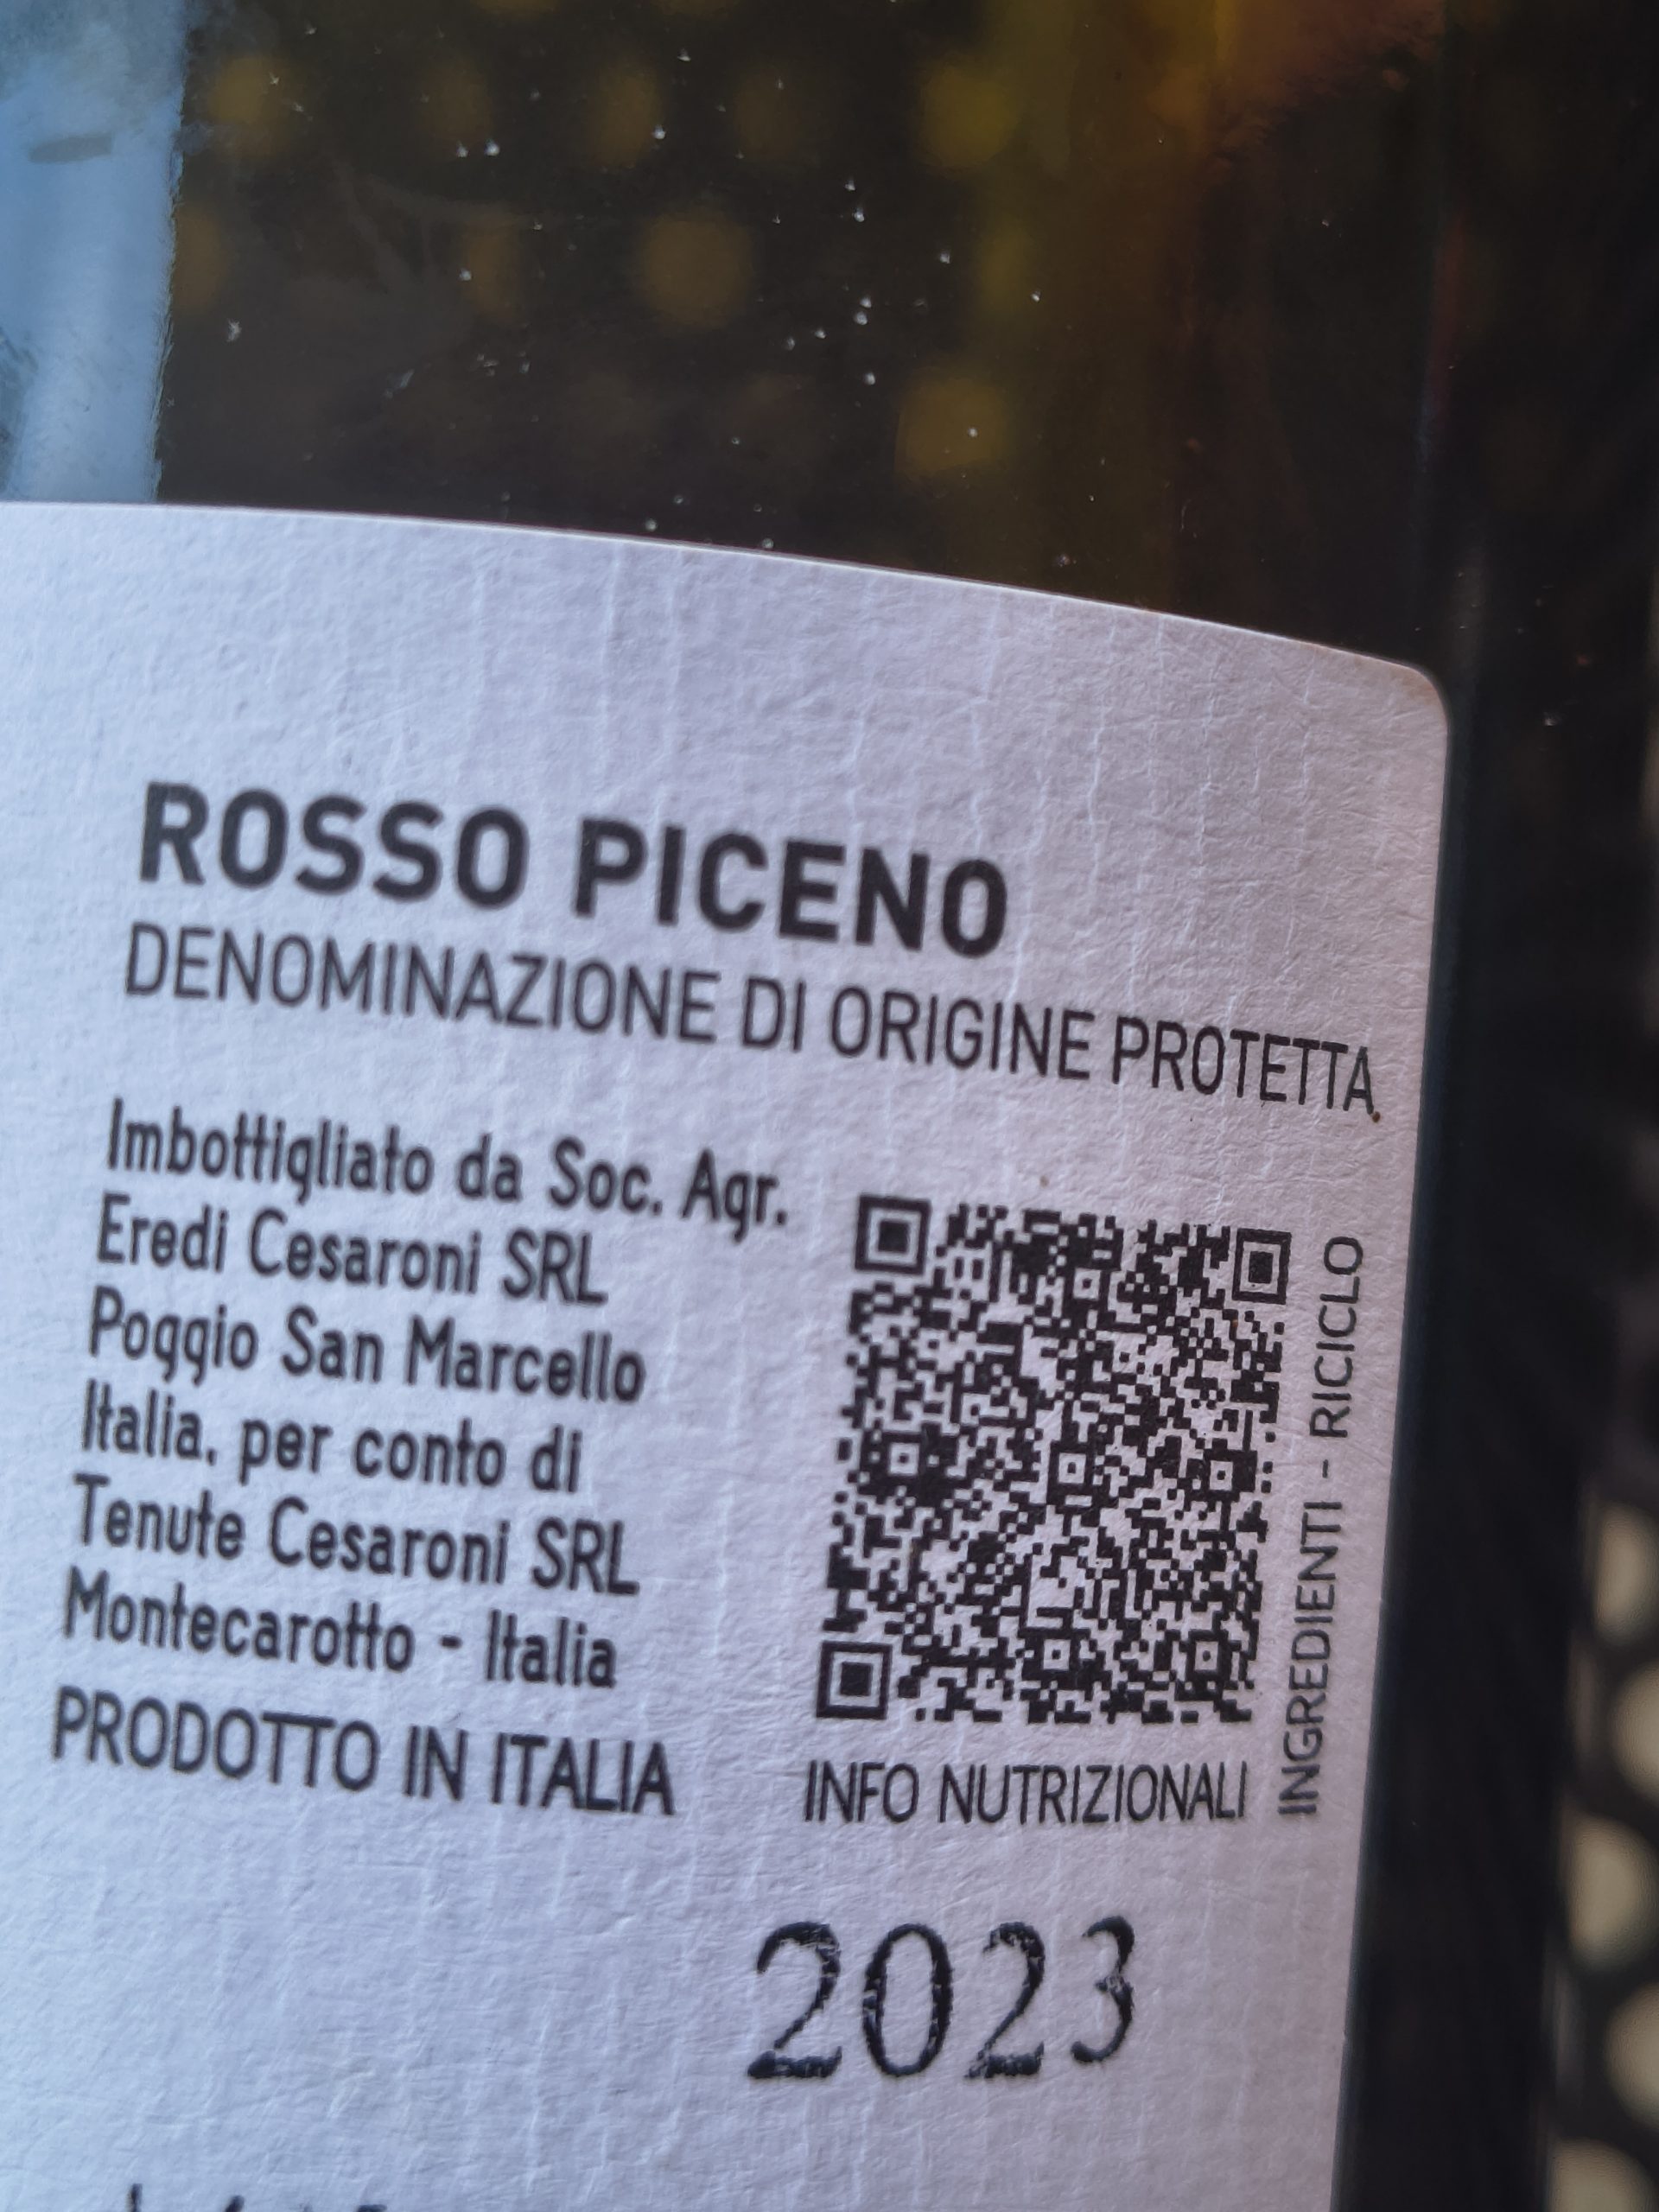 ROSSO PICENO
DENOMINAZIONE DI ORIGINE PROTETTA
Imbottigliato da Soc. Agr.
Eredi Cesaroni SRL
Poggio San Marcello
Italia, per conto di
Tenute Cesaroni SRL
Montecarotto - Italia
PRODOTTO IN ITALIA
INFO NUTRIZIONALI
INGREDIENTI - RICICLO
2023